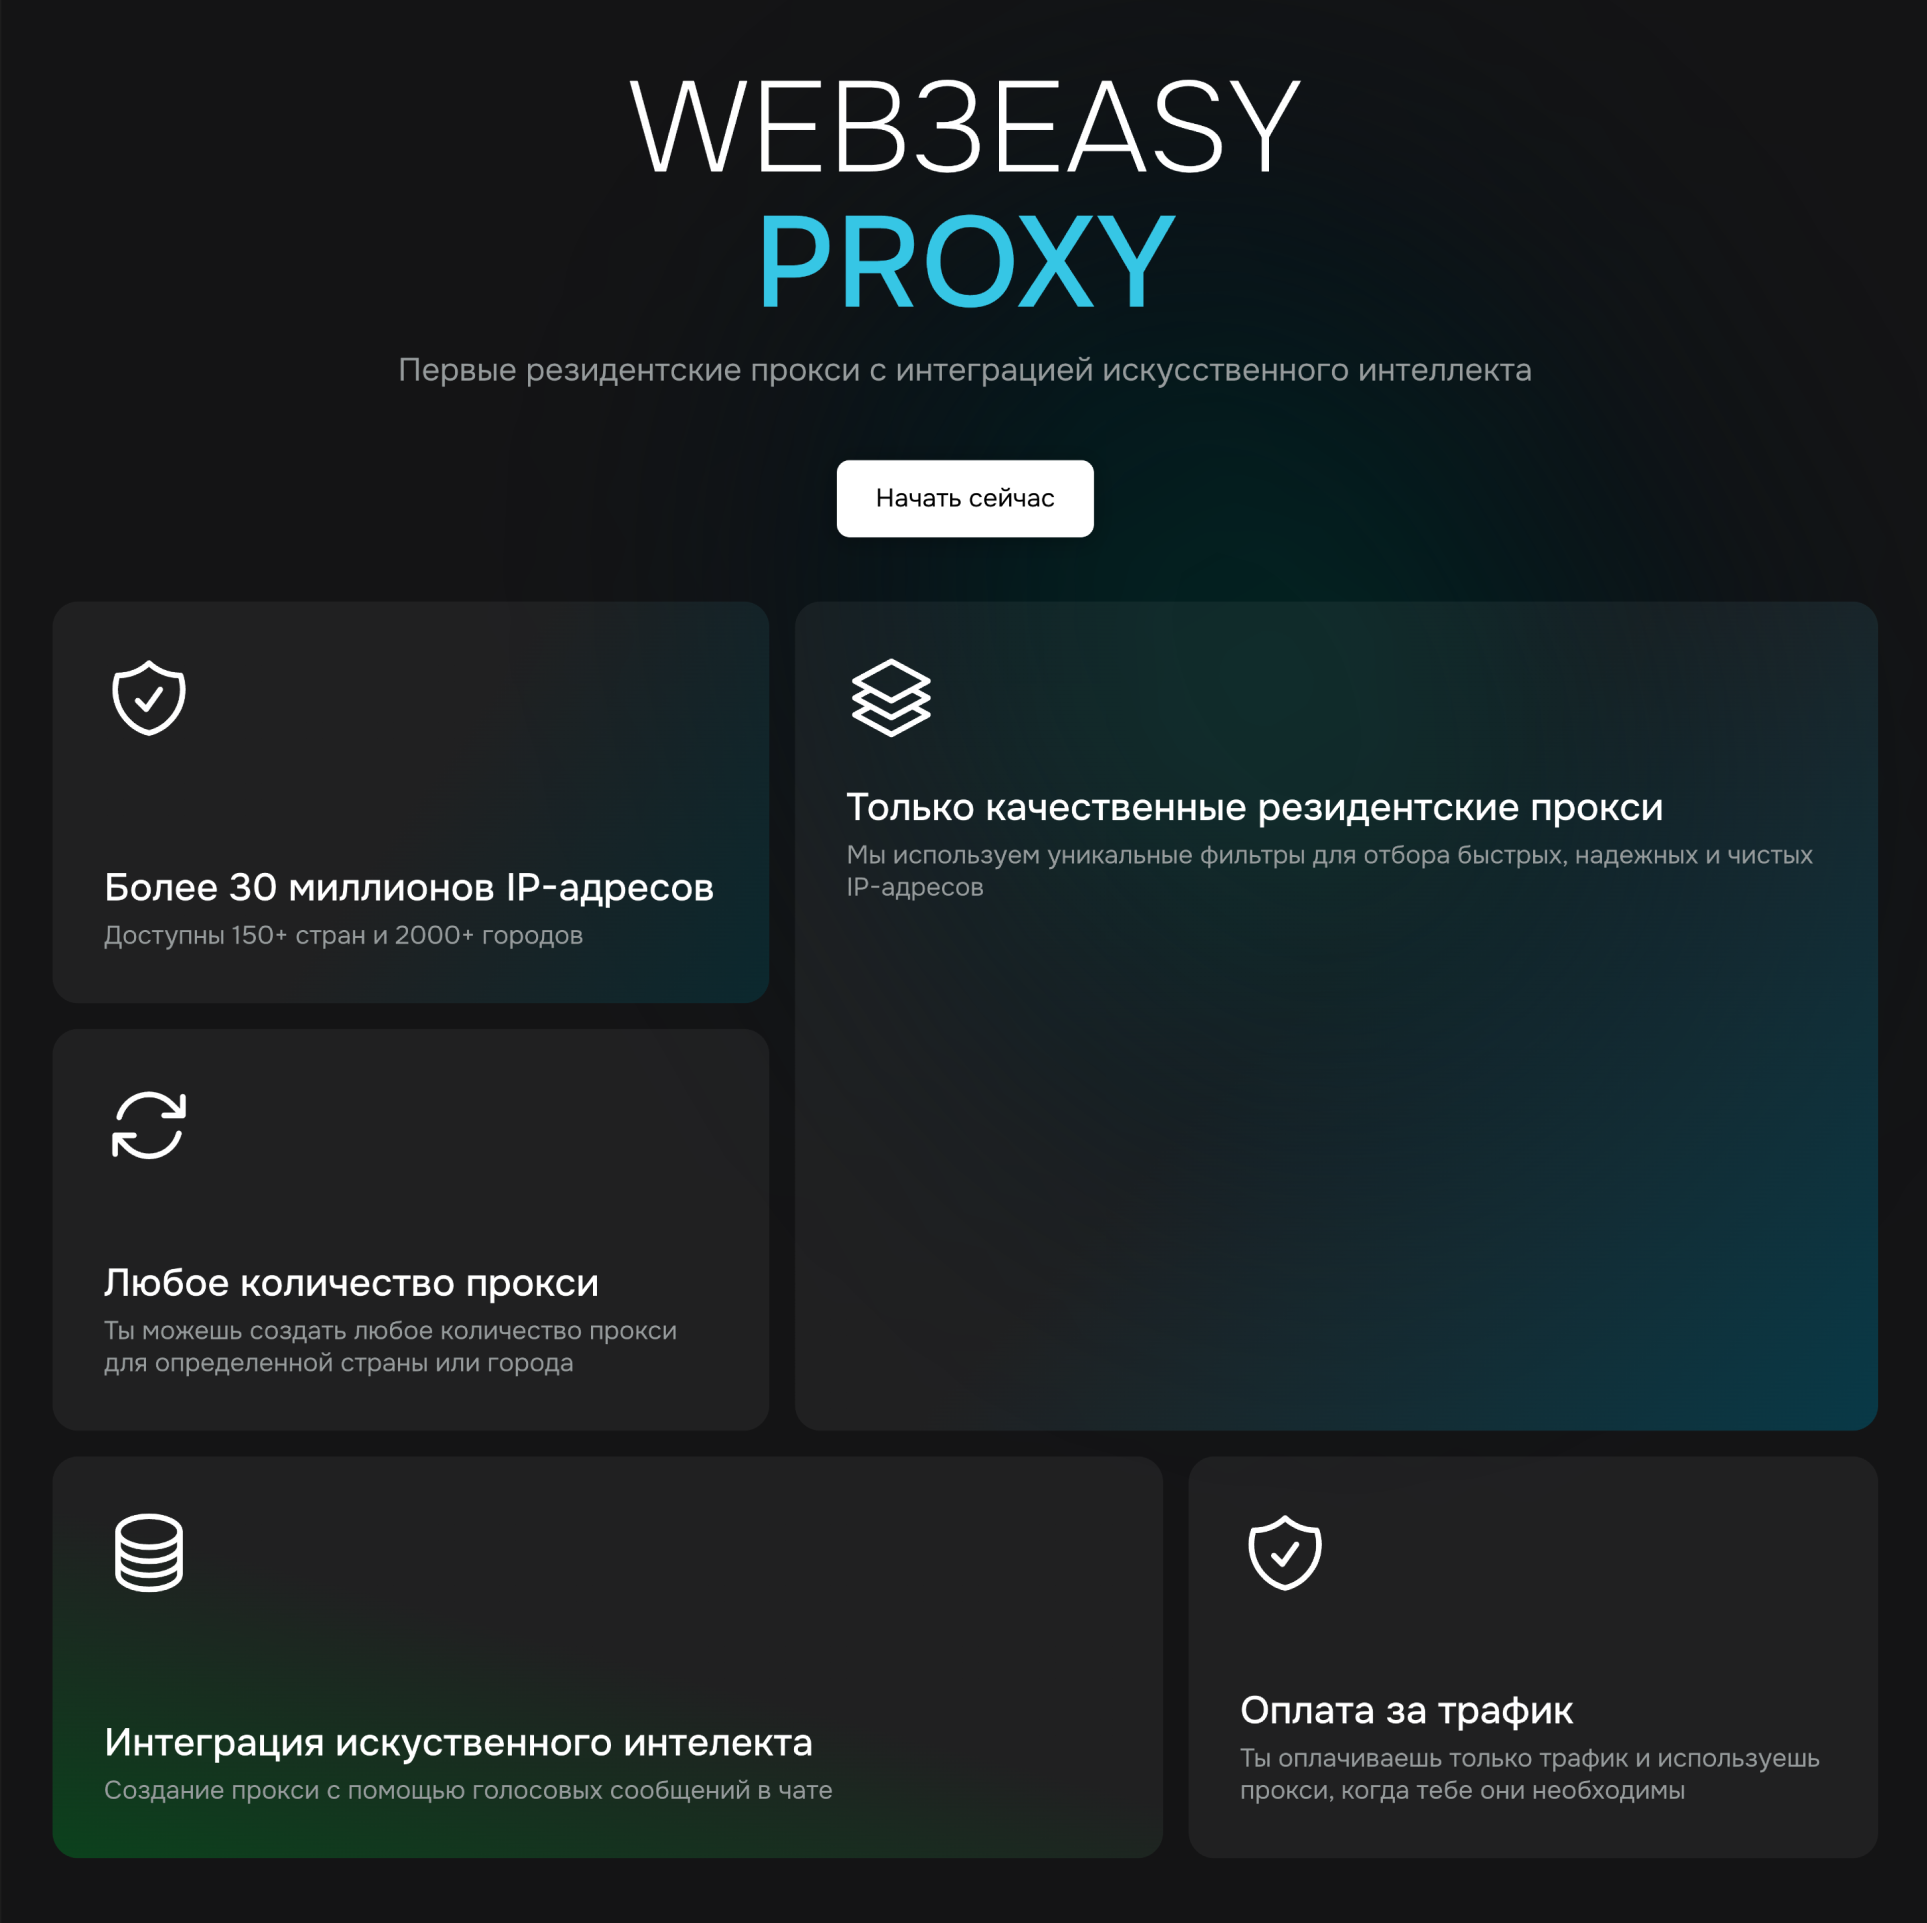 WEB3EASY
PROXY
Первые резидентские прокси с интеграцией искусственного интеллекта
Начать сейчас
Более 30 миллионов IP-адресов
Доступны 150+ стран и 2000+ городов
Только качественные резидентские прокси
Мы используем уникальные фильтры для отбора быстрых, надежных и чистых
IP-адресов
Любое количество прокси
Ты можешь создать любое количество прокси
для определенной страны или города
Интеграция искуственного интелекта
Создание прокси с помощью голосовых сообщений в чате
Оплата за трафик
Ты оплачиваешь только трафик и используешь
прокси, когда тебе они необходимы